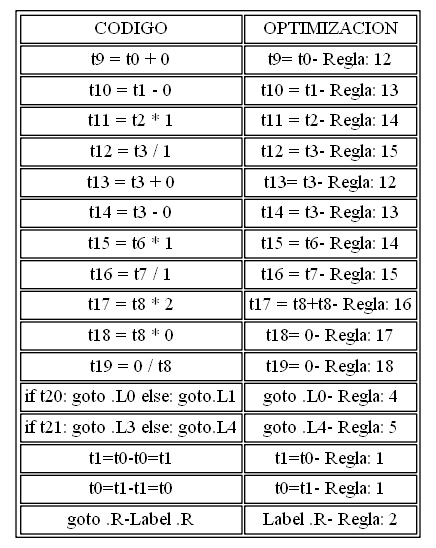 CODIGO OPTIMIZACION
t9 = t0 + 0 t9= t0- Regla: 12
t10 = t1 - 0 t10 = t1- Regla: 13
t11 = t2 * 1 t11 = t2- Regla: 14
t12 = t3 / 1 t12 = t3- Regla: 15
t13 = t3 + 0 t13= t3- Regla: 12
t14 = t3 - 0 t14 = t3- Regla: 13
t15 = t6 * 1 t15 = t6- Regla: 14
t16 = t7 / 1 t16 = t7- Regla: 15
t17 = t8 * 2 t17 = t8+t8- Regla: 16
t18 = t8 * 0 t18= 0- Regla: 17
t19 = 0 / t8 t19= 0- Regla: 18
if t20: goto .L0 else: goto.L1 goto .L0- Regla: 4
if t21: goto .L3 else: goto.L4 goto .L4- Regla: 5
t1=t0-t0=t1 t1=t0- Regla: 1
t0=t1-t1=t0 t0=t1- Regla: 1
goto .R-Label .R Label .R- Regla: 2